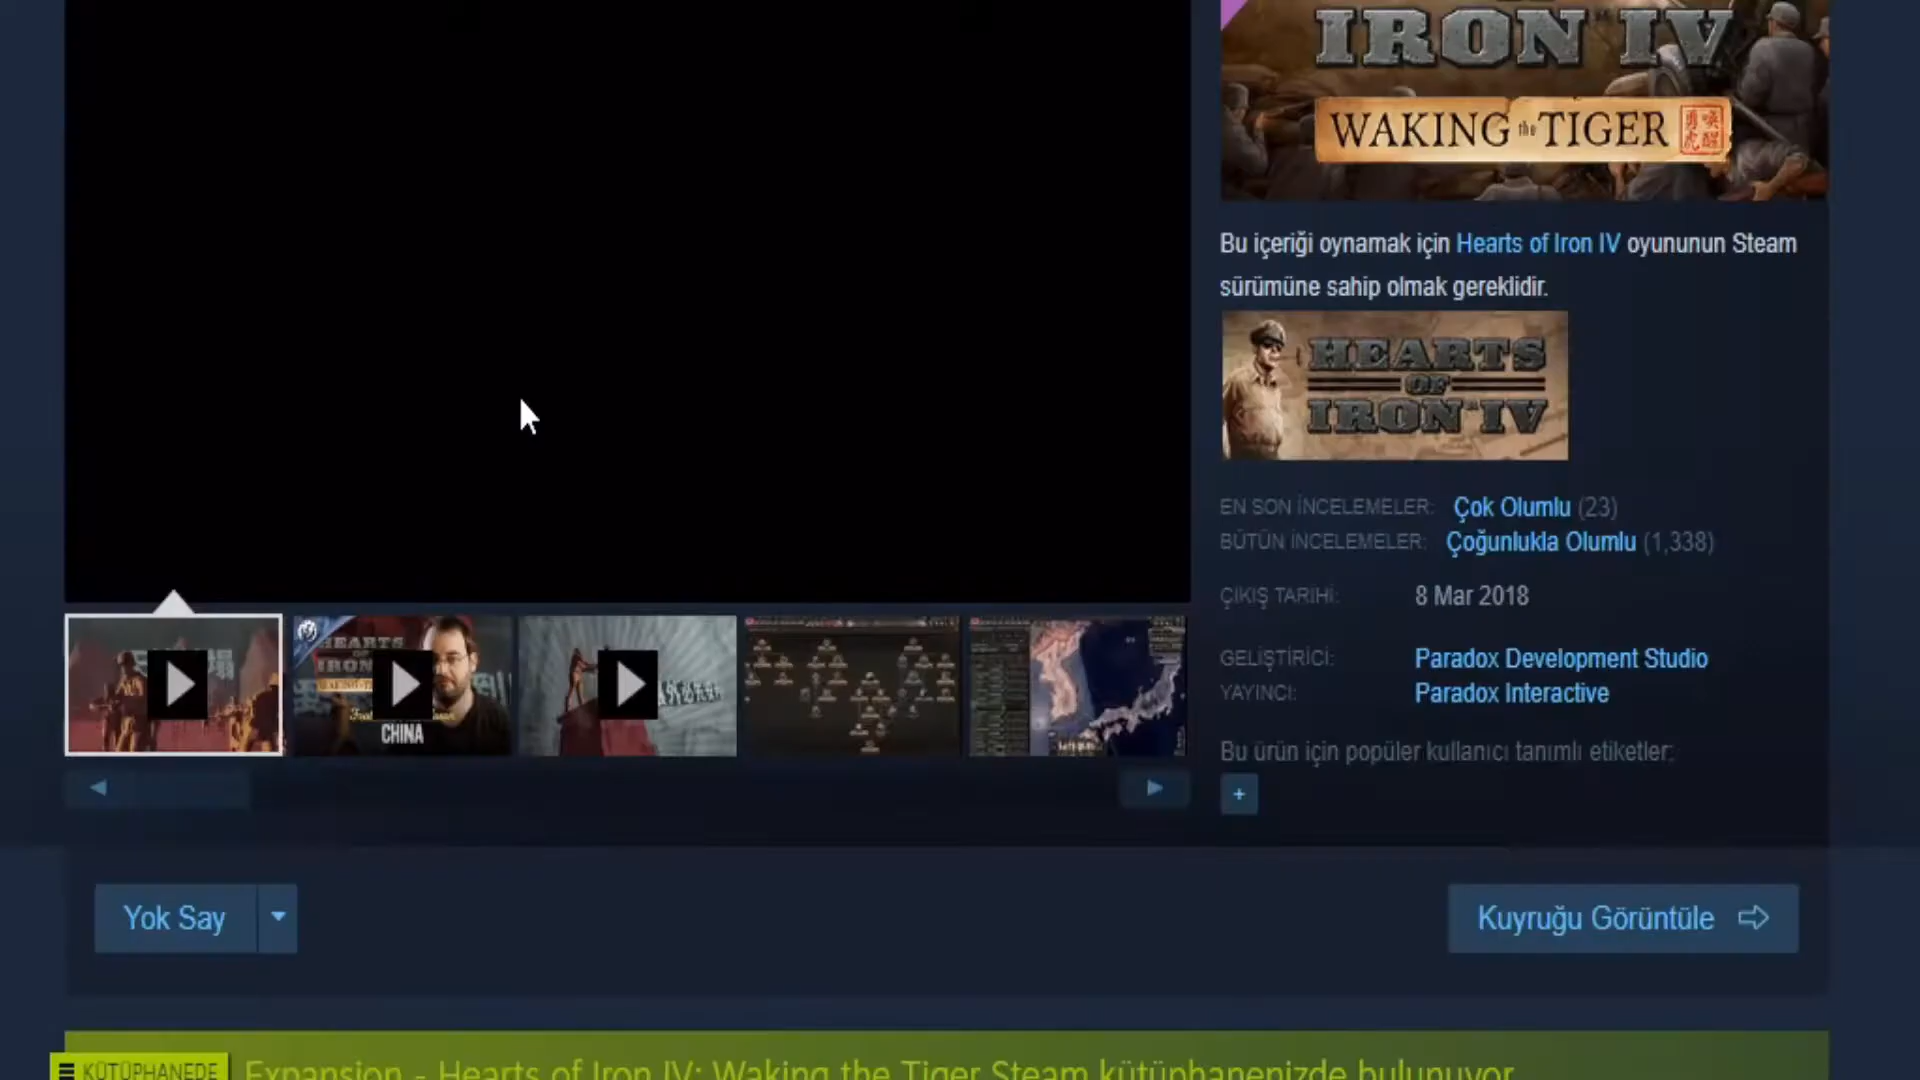 IRON IV
WAKING the TIGER
Bu içeriği oynamak için Hearts of Iron IV oyununun Steam
sürümüne sahip olmak gereklidir.
HEARTS
OF
IRON IV
EN SON İNCELEMELER: Çok Olumlu (23)
BÜTÜN İNCELEMELER: Çoğunlukla Olumlu (1,338)
ÇIKIŞ TARİHİ: 8 Mar 2018
GELİŞTİRİCİ: Paradox Development Studio
YAYINCI: Paradox Interactive
Bu ürün için popüler kullanıcı tanımlı etiketler:
+
HEARTS
OF
IRON
CHINA
Yok Say
Kuyruğu Görüntüle
KÜTÜPHANEDE
Expansion - Hearts of Iron IV: Waking the Tiger Steam kütüphanenizde bulunuyor